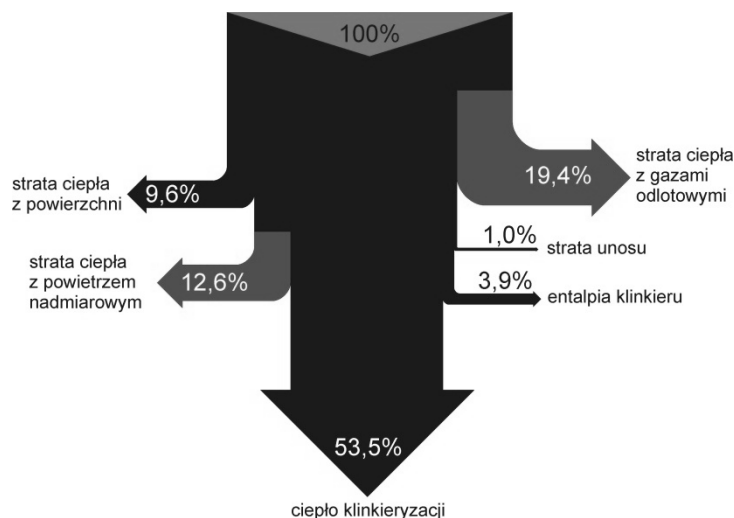 100%
strata ciepła
z powierzchni
9,6%
19,4%
strata ciepła
z gazami
odlotowymi
1,0%
strata unosu
strata ciepła
z powietrzem
nadmiarowym
12,6%
3,9%
entalpia klinkieru
53,5%
ciepło klinkieryzacji